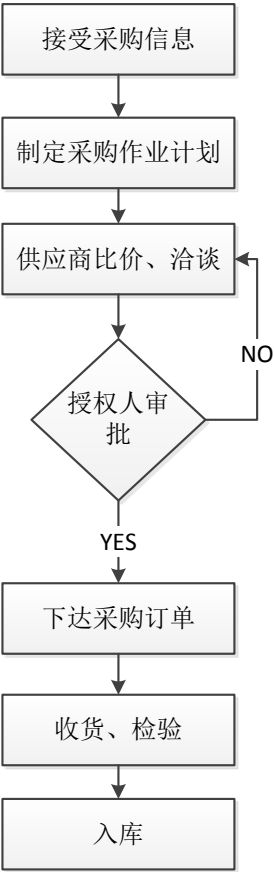 接受采购信息
制定采购作业计划
供应商比价、洽谈
NO
授权人审
批
YES
下达采购订单
收货、检验
入库